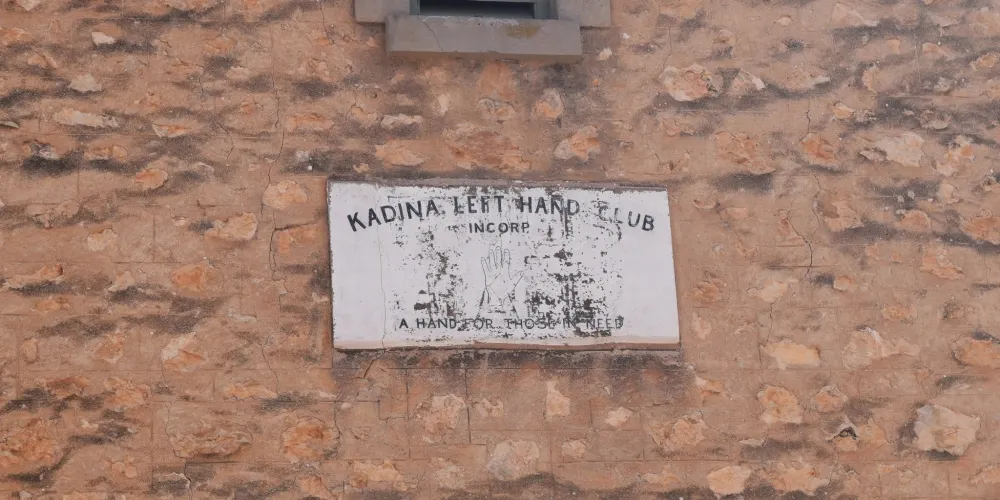 KADINA LEFT HAND CLUB
INCORP.
A HAND FOR THOSE IN NEED